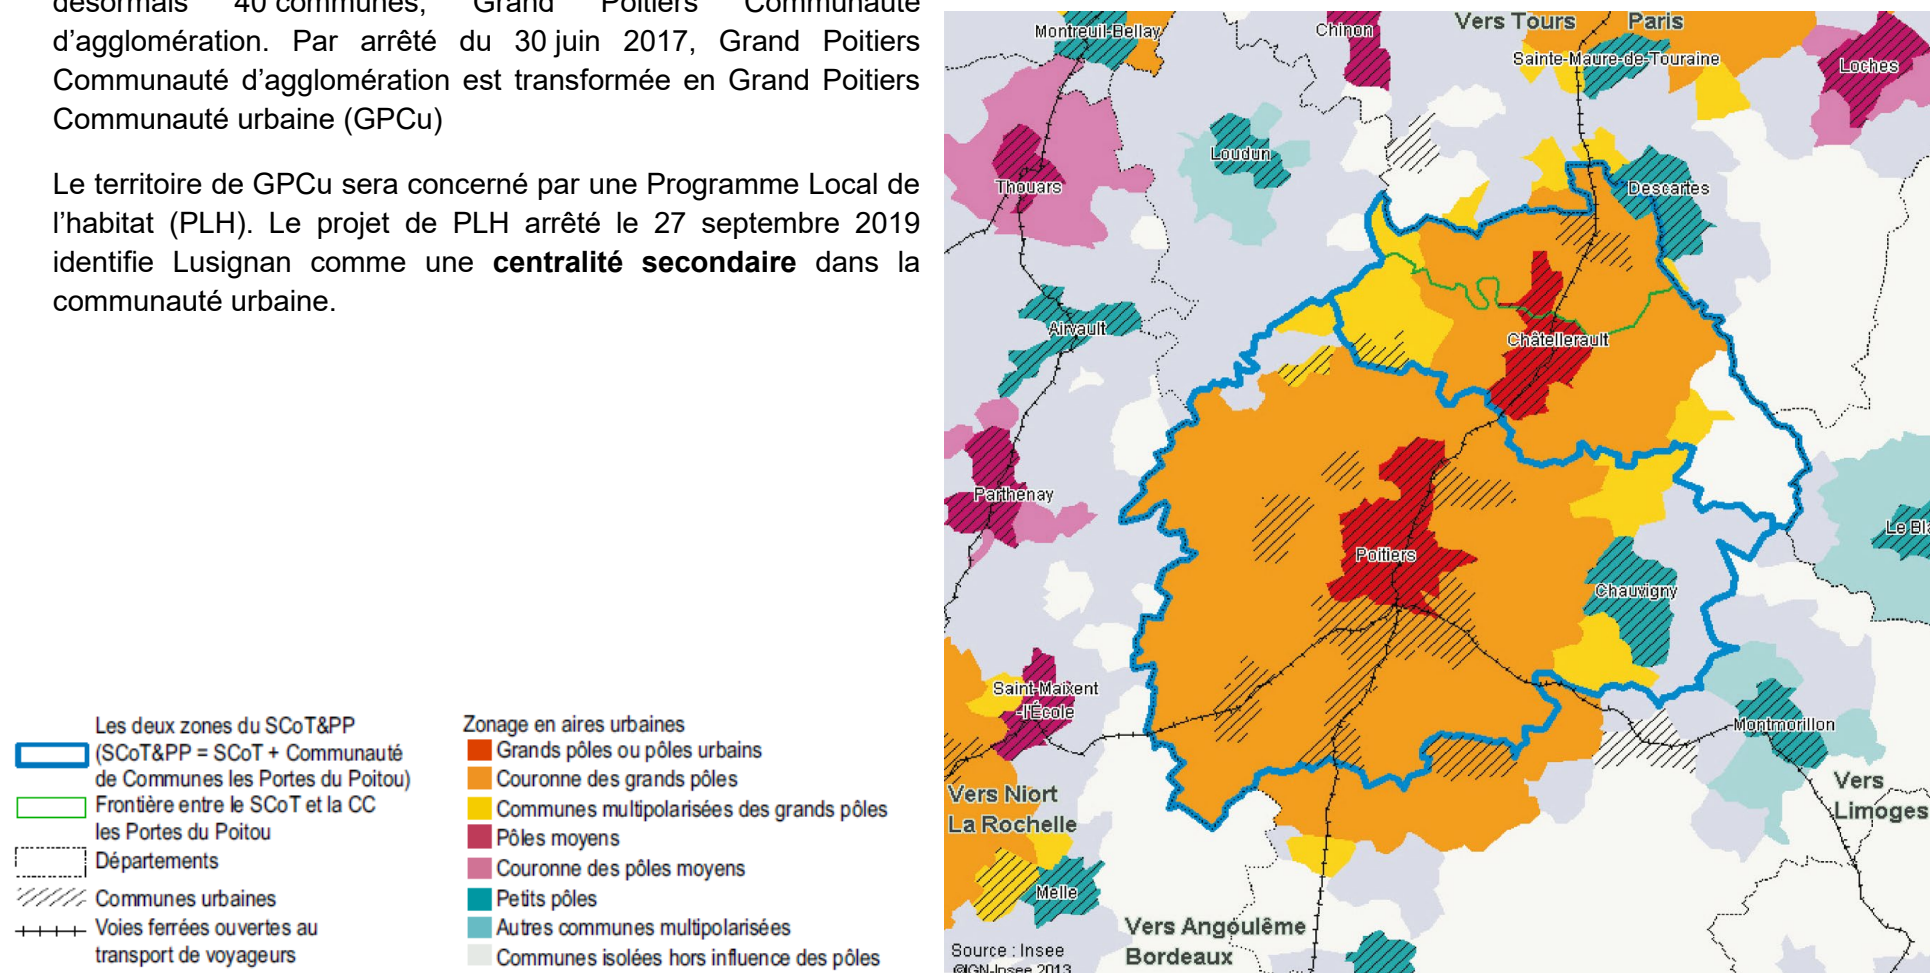 désormais 40 communes, Grand Poitiers Communauté
d'agglomération. Par arrêté du 30 juin 2017, Grand Poitiers
Communauté d'agglomération est transformée en Grand Poitiers
Communauté urbaine (GPCu)
Le territoire de GPCu sera concerné par une Programme Local de
l'habitat (PLH). Le projet de PLH arrêté le 27 septembre 2019
identifie Lusignan comme une centralité secondaire dans la
communauté urbaine.
Les deux zones du SCoT&PP
(SCoT&PP = SCoT + Communauté
de Communes les Portes du Poitou)
Frontière entre le SCoT et la CC
les Portes du Poitou
Départements
Communes urbaines
Voies ferrées ouvertes au
transport de voyageurs
Zonage en aires urbaines
Grands pôles ou pôles urbains
Couronne des grands pôles
Communes multipolarisées des grands pôles
Pôles moyens
Couronne des pôles moyens
Petits pôles
Autres communes multipolarisées
Communes isolées hors influence des pôles
Vers Tours Paris
Montreuil-Bellay
Chinon
Sainte-Maure-de-Touraine
Loches
Loudun
Thouars
Descartes
Airvault
Châtellerault
Parthenay
Le Bla
Poitiers
Chauvigny
Saint-Maixent
-l'École
Montmorillon
Vers Niort
La Rochelle
Vers
Limoges
Melle
Vers Angoulême
Bordeaux
Source : Insee
©IGN-Insee 2013